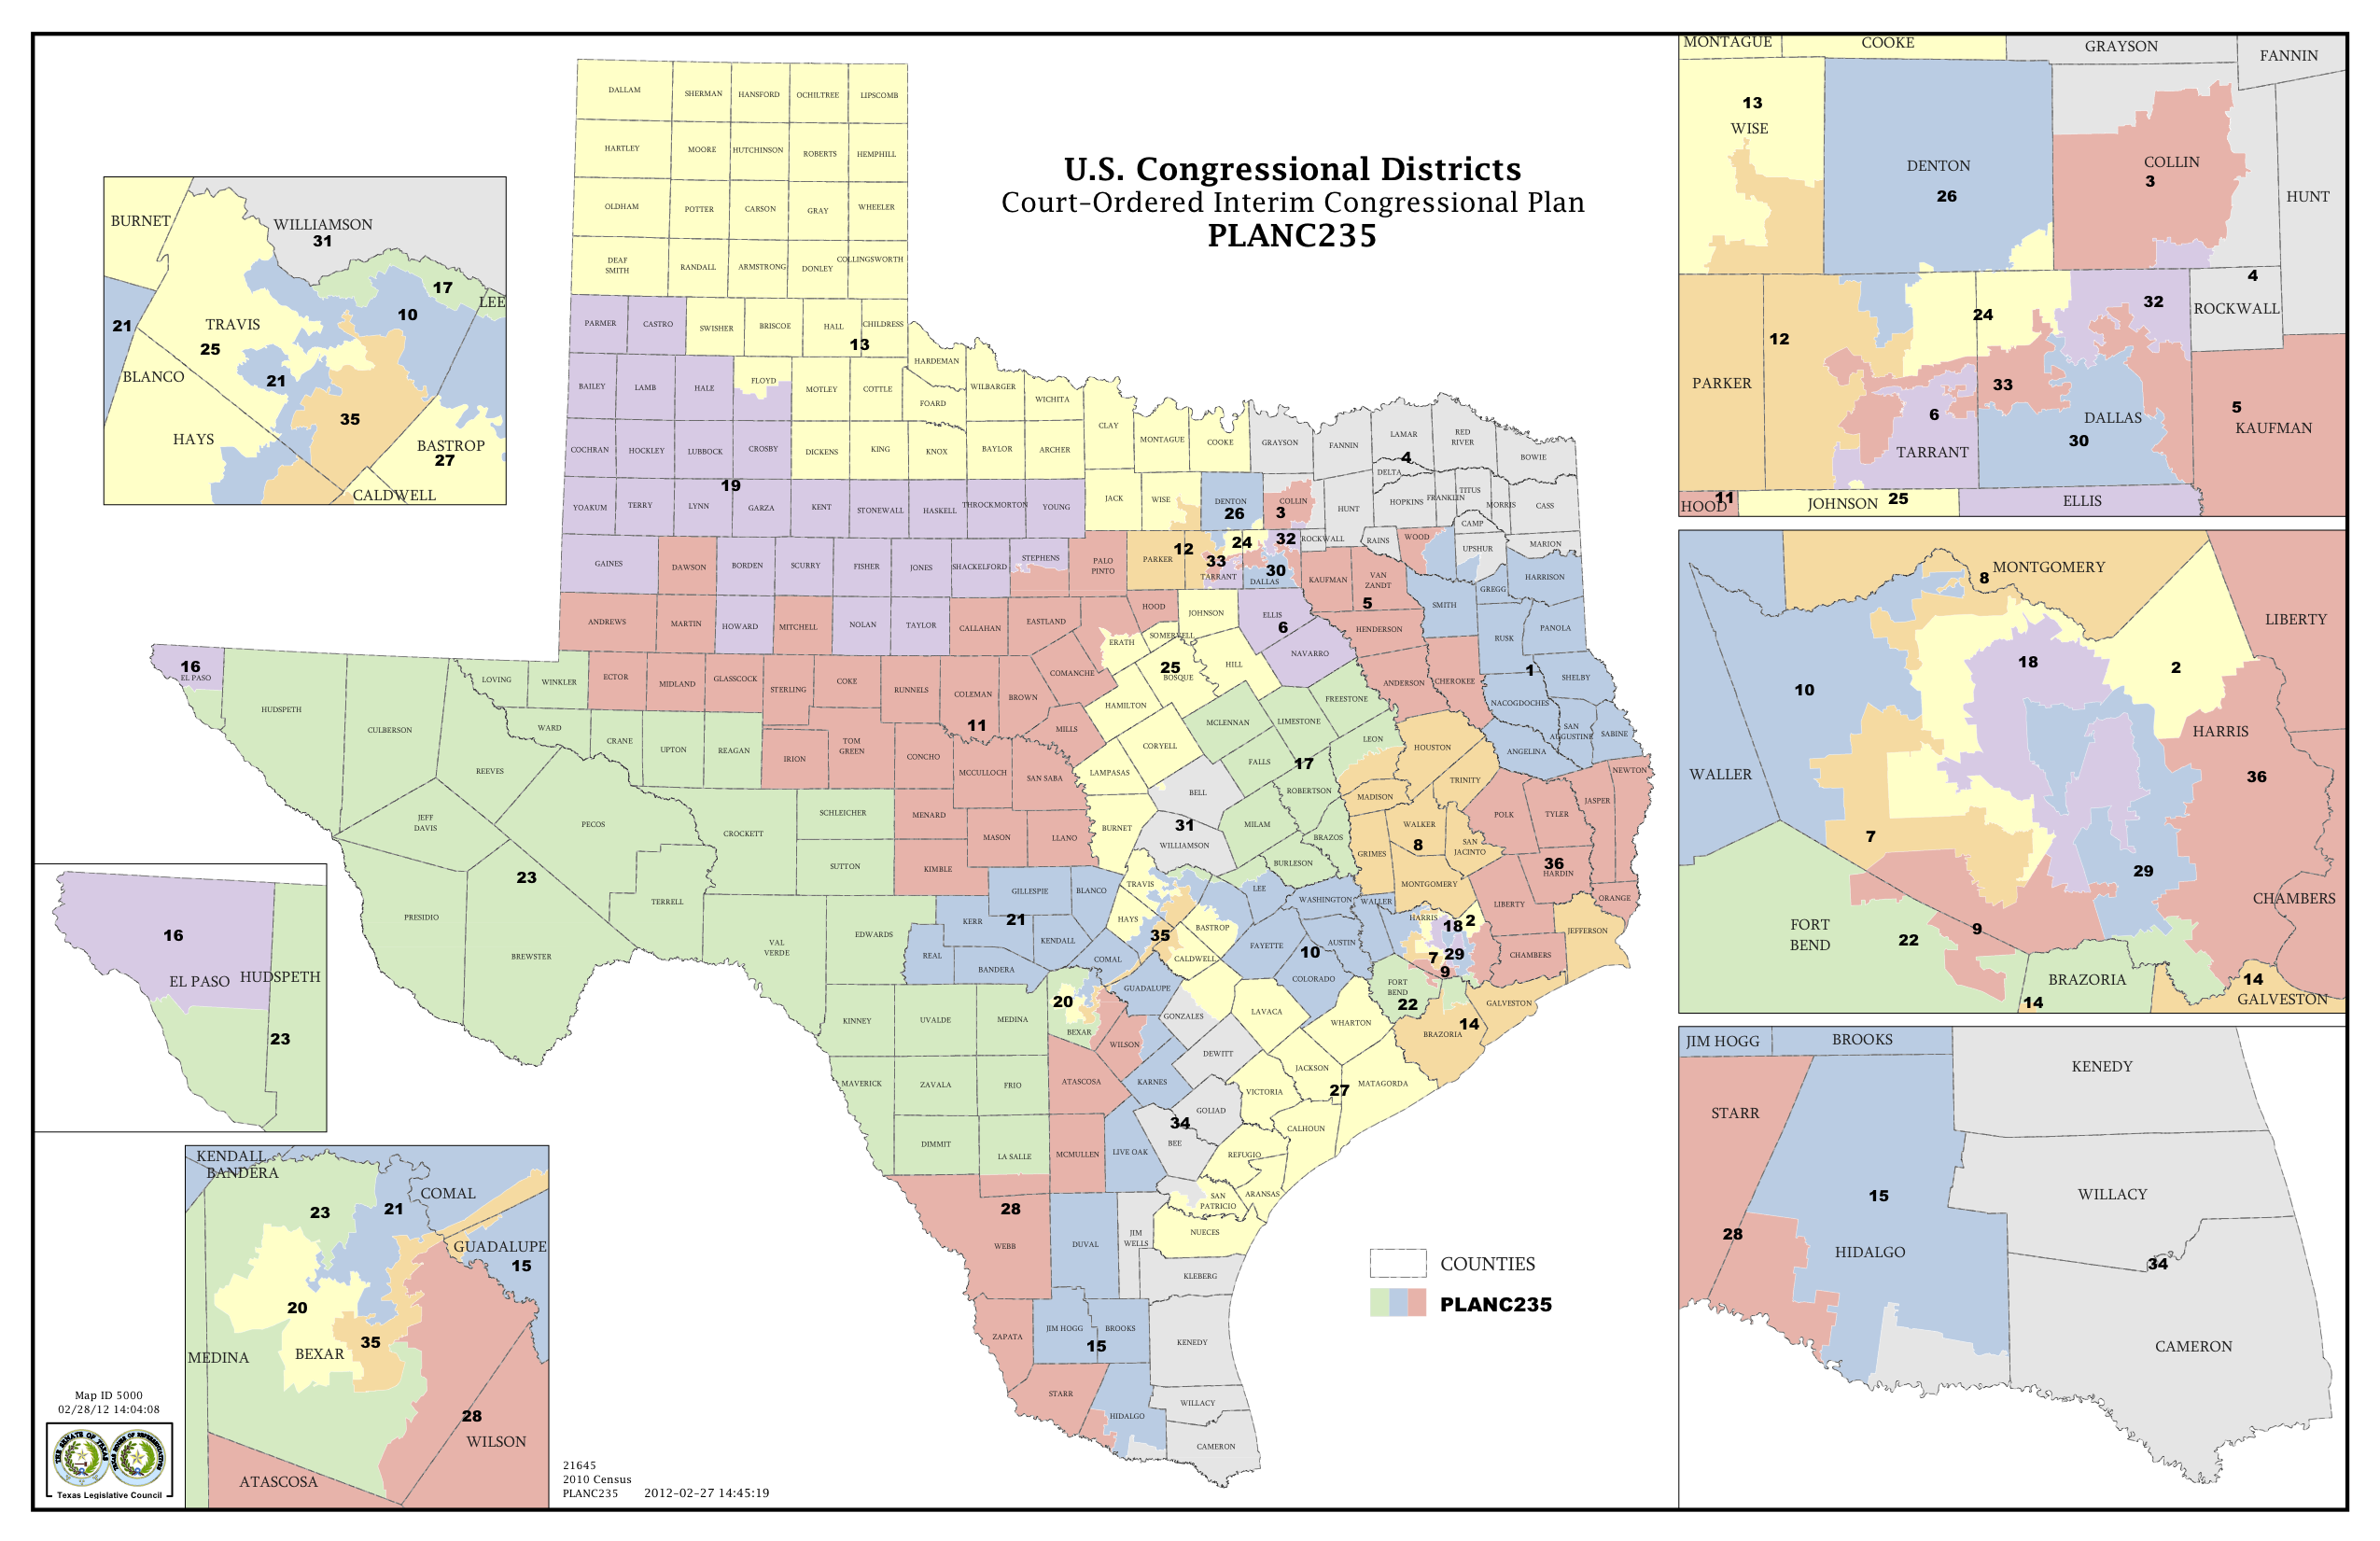 U.S. Congressional Districts
Court-Ordered Interim Congressional Plan
PLANC235
DALLAM
SHERMAN
HANSFORD
OCHILTREE
LIPSCOMB
HARTLEY
MOORE
HUTCHINSON
ROBERTS
HEMPHILL
OLDHAM
POTTER
CARSON
GRAY
WHEELER
DEAF
SMITH
RANDALL
ARMSTRONG
DONLEY
COLLINGSWORTH
PARMER
CASTRO
SWISHER
BRISCOE
HALL
CHILDRESS
13
HARDEMAN
BAILEY
LAMB
HALE
FLOYD
MOTLEY
COTTLE
FOARD
WILBARGER
WICHITA
CLAY
MONTAGUE
COOKE
GRAYSON
FANNIN
LAMAR
RED
RIVER
BOWIE
COCHRAN
HOCKLEY
LUBBOCK
CROSBY
DICKENS
KING
KNOX
BAYLOR
ARCHER
4
DELTA
19
YOAKUM
TERRY
LYNN
GARZA
KENT
STONEWALL
HASKELL
THROCKMORTON
YOUNG
JACK
WISE
DENTON
26
COLLIN
3
HUNT
HOPKINS
FRANKLIN
TITUS
MORRIS
CASS
CAMP
GAINES
DAWSON
BORDEN
SCURRY
FISHER
JONES
SHACKELFORD
STEPHENS
PALO
PINTO
PARKER
12
24
32
33
TARRANT
30
DALLAS
ROCKWALL
RAINS
WOOD
UPSHUR
MARION
KAUFMAN
VAN
ZANDT
5
SMITH
GREGG
HARRISON
ANDREWS
MARTIN
HOWARD
MITCHELL
NOLAN
TAYLOR
CALLAHAN
EASTLAND
HOOD
JOHNSON
ELLIS
6
HENDERSON
RUSK
PANOLA
ERATH
SOMERVELL
HILL
NAVARRO
16
EL PASO
HUDSPETH
CULBERSON
LOVING
WINKLER
ECTOR
MIDLAND
GLASSCOCK
STERLING
COKE
RUNNELS
COLEMAN
BROWN
COMANCHE
25
BOSQUE
HAMILTON
FREESTONE
ANDERSON
CHEROKEE
1
SHELBY
NACOGDOCHES
SAN
AUGUSTINE
SABINE
REEVES
WARD
CRANE
UPTON
REAGAN
IRION
TOM
GREEN
CONCHO
11
MILLS
MCLENNAN
LIMESTONE
LEON
HOUSTON
ANGELINA
MCCULLOCH
SAN SABA
LAMPASAS
CORYELL
FALLS
17
TRINITY
NEWTON
BELL
ROBERTSON
MADISON
POLK
TYLER
JASPER
JEFF
DAVIS
PECOS
CROCKETT
SCHLEICHER
MENARD
MASON
LLANO
BURNET
31
WILLIAMSON
MILAM
BRAZOS
WALKER
8
SAN
JACINTO
GRIMES
SUTTON
KIMBLE
BURLESON
36
HARDIN
23
PRESIDIO
BREWSTER
TERRELL
VAL
VERDE
EDWARDS
GILLESPIE
BLANCO
KERR
21
KENDALL
REAL
BANDERA
COMAL
TRAVIS
HAYS
35
BASTROP
CALDWELL
LEE
WASHINGTON
WALLER
MONTGOMERY
LIBERTY
ORANGE
HARRIS
2
18
FAYETTE
10
AUSTIN
COLORADO
7
29
9
CHAMBERS
JEFFERSON
KINNEY
UVALDE
MEDINA
20
BEXAR
GUADALUPE
GONZALES
LAVACA
WHARTON
FORT
BEND
22
GALVESTON
14
BRAZORIA
WILSON
DEWITT
MAVERICK
ZAVALA
FRIO
ATASCOSA
KARNES
JACKSON
27
MATAGORDA
VICTORIA
GOLIAD
34
BEE
CALHOUN
DIMMIT
LA SALLE
MCMULLEN
LIVE OAK
REFUGIO
ARANSAS
SAN
PATRICIO
28
WEBB
DUVAL
JIM
WELLS
NUECES
KLEBERG
ZAPATA
JIM HOGG
BROOKS
15
KENEDY
STARR
HIDALGO
WILLACY
CAMERON
COUNTIES
PLANC235
BURNET
WILLIAMSON
31
17
LEE
10
21
TRAVIS
25
BLANCO
21
35
HAYS
BASTROP
27
CALDWELL
16
EL PASO
HUDSPETH
23
KENDALL
BANDERA
COMAL
23
21
GUADALUPE
15
20
35
BEXAR
MEDINA
28
WILSON
ATASCOSA
MONTAGUE
COOKE
GRAYSON
FANNIN
13
WISE
DENTON
26
COLLIN
3
HUNT
4
ROCKWALL
32
24
12
PARKER
33
6
DALLAS
30
TARRANT
5
KAUFMAN
11
HOOD
JOHNSON
25
ELLIS
8
MONTGOMERY
LIBERTY
18
2
10
HARRIS
36
WALLER
7
29
CHAMBERS
FORT
BEND
22
9
BRAZORIA
14
14
GALVESTON
JIM HOGG
BROOKS
KENEDY
STARR
15
WILLACY
28
HIDALGO
34
CAMERON
Map ID 5000
02/28/12 14:04:08
THE SENATE OF TEXAS
Texas Legislative Council
21645
2010 Census
PLANC235 2012-02-27 14:45:19